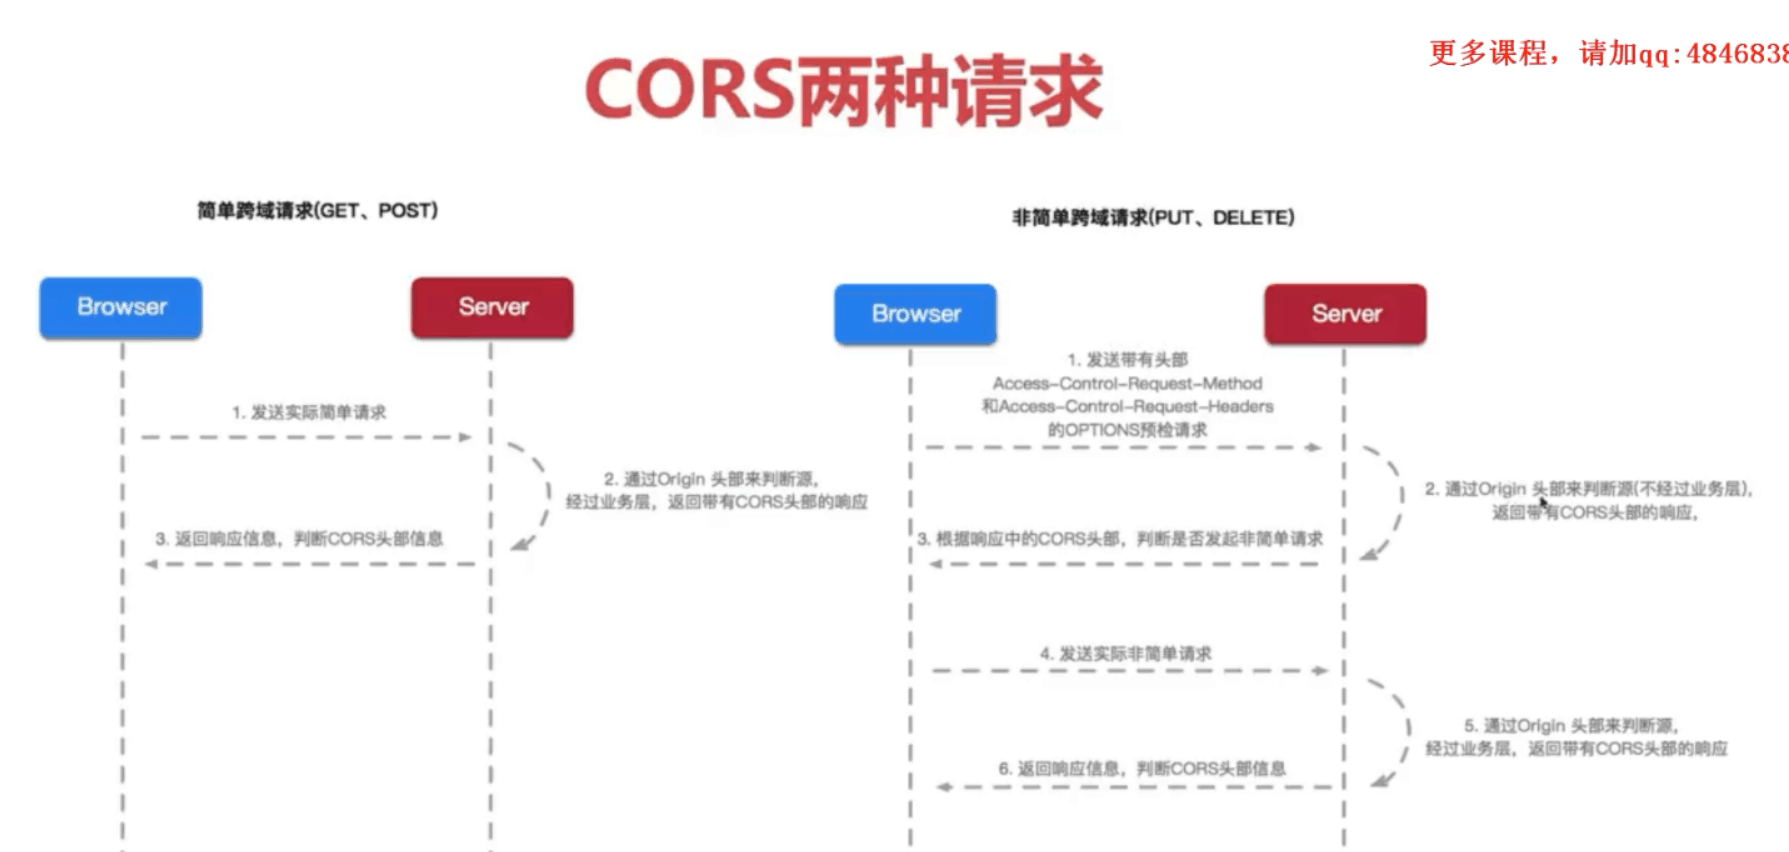 更多课程，请加qq:484683
CORS两种请求
简单跨域请求(GET、POST)
Browser
Server
1. 发送实际简单请求
2. 通过Origin 头部来判断源,
经过业务层，返回带有CORS头部的响应
3. 返回响应信息，判断CORS头部信息
非简单跨域请求(PUT、DELETE)
Browser
Server
1. 发送带有头部
Access-Control-Request-Method
和Access-Control-Request-Headers
的OPTIONS预检请求
2. 通过Origin 头部来判断源(不经过业务层),
返回带有CORS头部的响应,
3. 根据响应中的CORS头部，判断是否发起非简单请求
4. 发送实际非简单请求
5. 通过Origin 头部来判断源,
经过业务层，返回带有CORS头部的响应
6. 返回响应信息，判断CORS头部信息